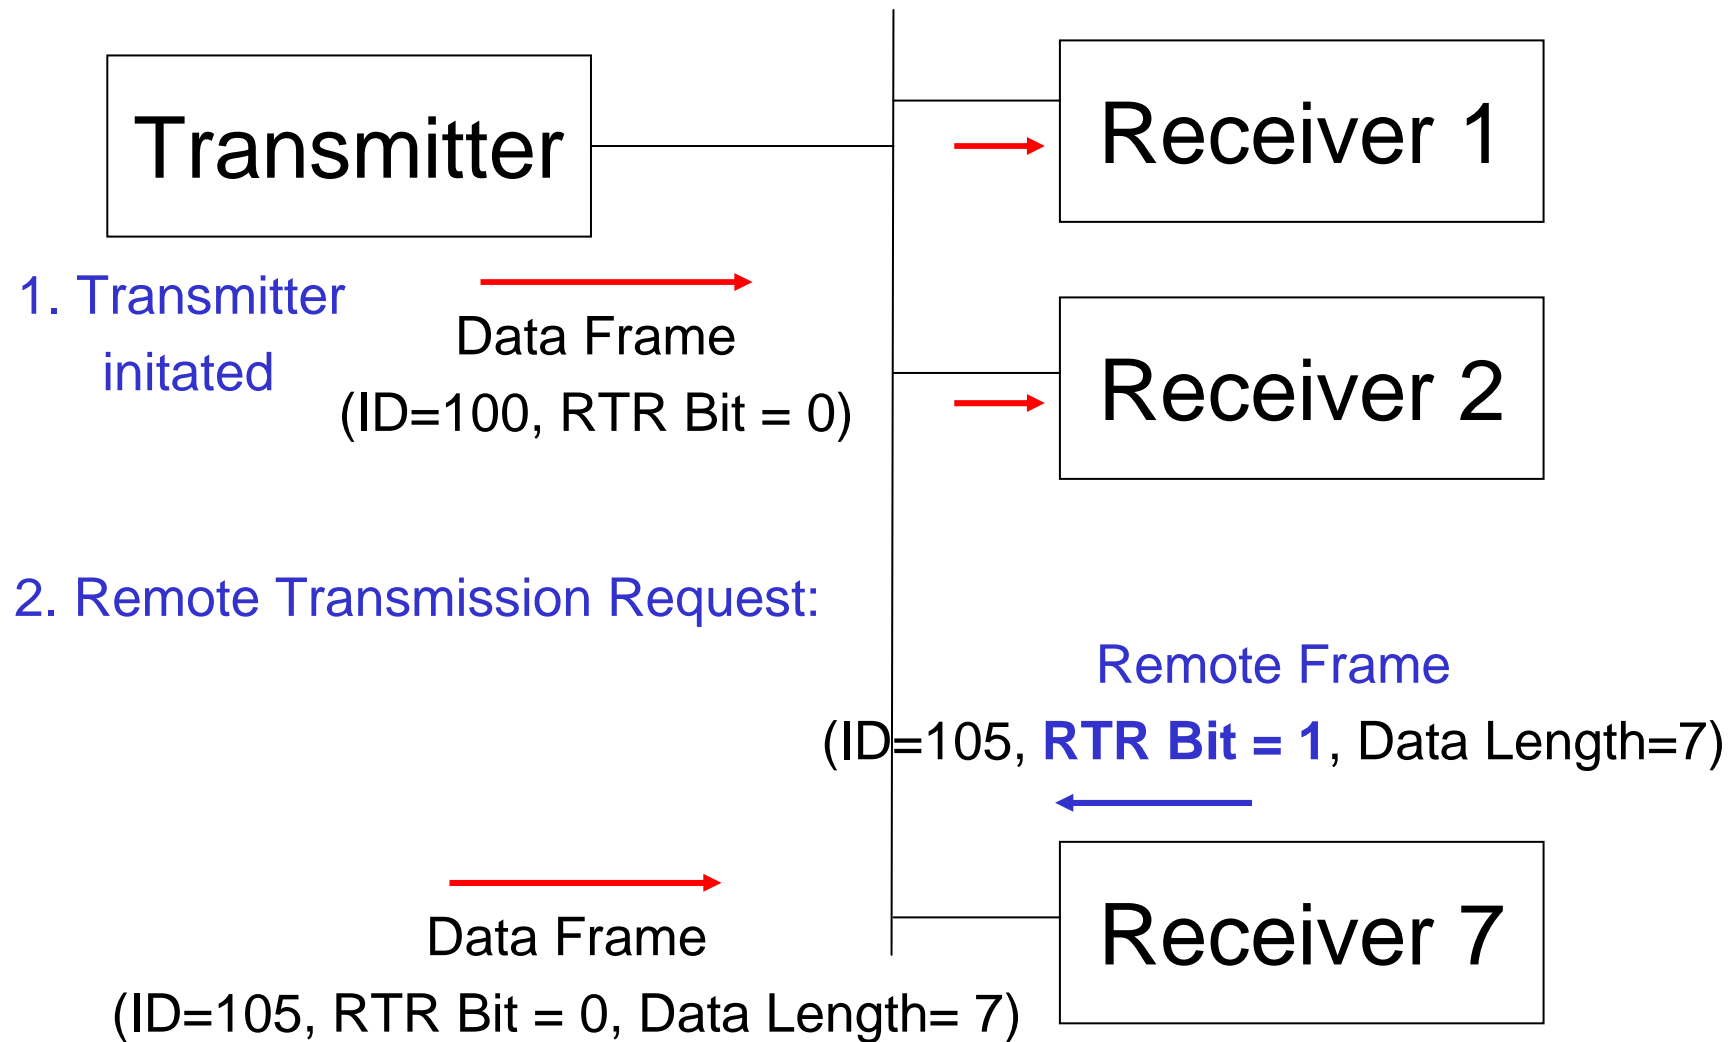 Transmitter
Receiver 1
1. Transmitter
initated
Data Frame
(ID=100, RTR Bit = 0)
Receiver 2
2. Remote Transmission Request:
Remote Frame
(ID=105, RTR Bit = 1, Data Length=7)
Data Frame
(ID=105, RTR Bit = 0, Data Length= 7)
Receiver 7